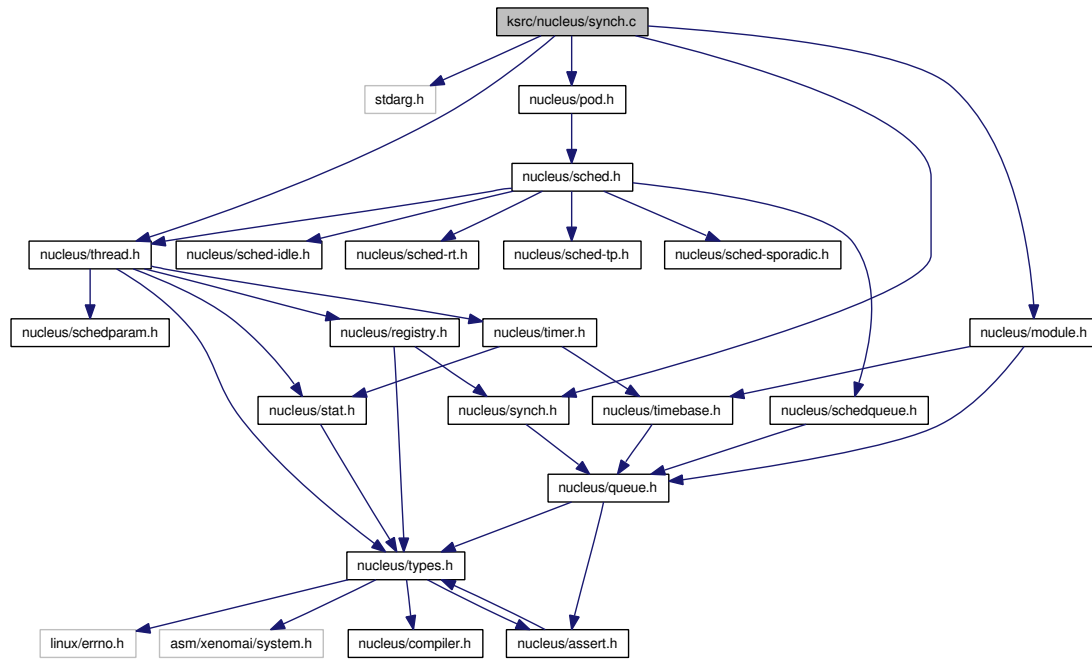 ksrc/nucleus/synch.c
stdarg.h
nucleus/pod.h
nucleus/sched.h
nucleus/thread.h
nucleus/sched-idle.h
nucleus/sched-rt.h
nucleus/sched-tp.h
nucleus/sched-sporadic.h
nucleus/schedparam.h
nucleus/registry.h
nucleus/timer.h
nucleus/module.h
nucleus/stat.h
nucleus/synch.h
nucleus/timebase.h
nucleus/schedqueue.h
nucleus/queue.h
nucleus/types.h
linux/errno.h
asm/xenomai/system.h
nucleus/compiler.h
nucleus/assert.h